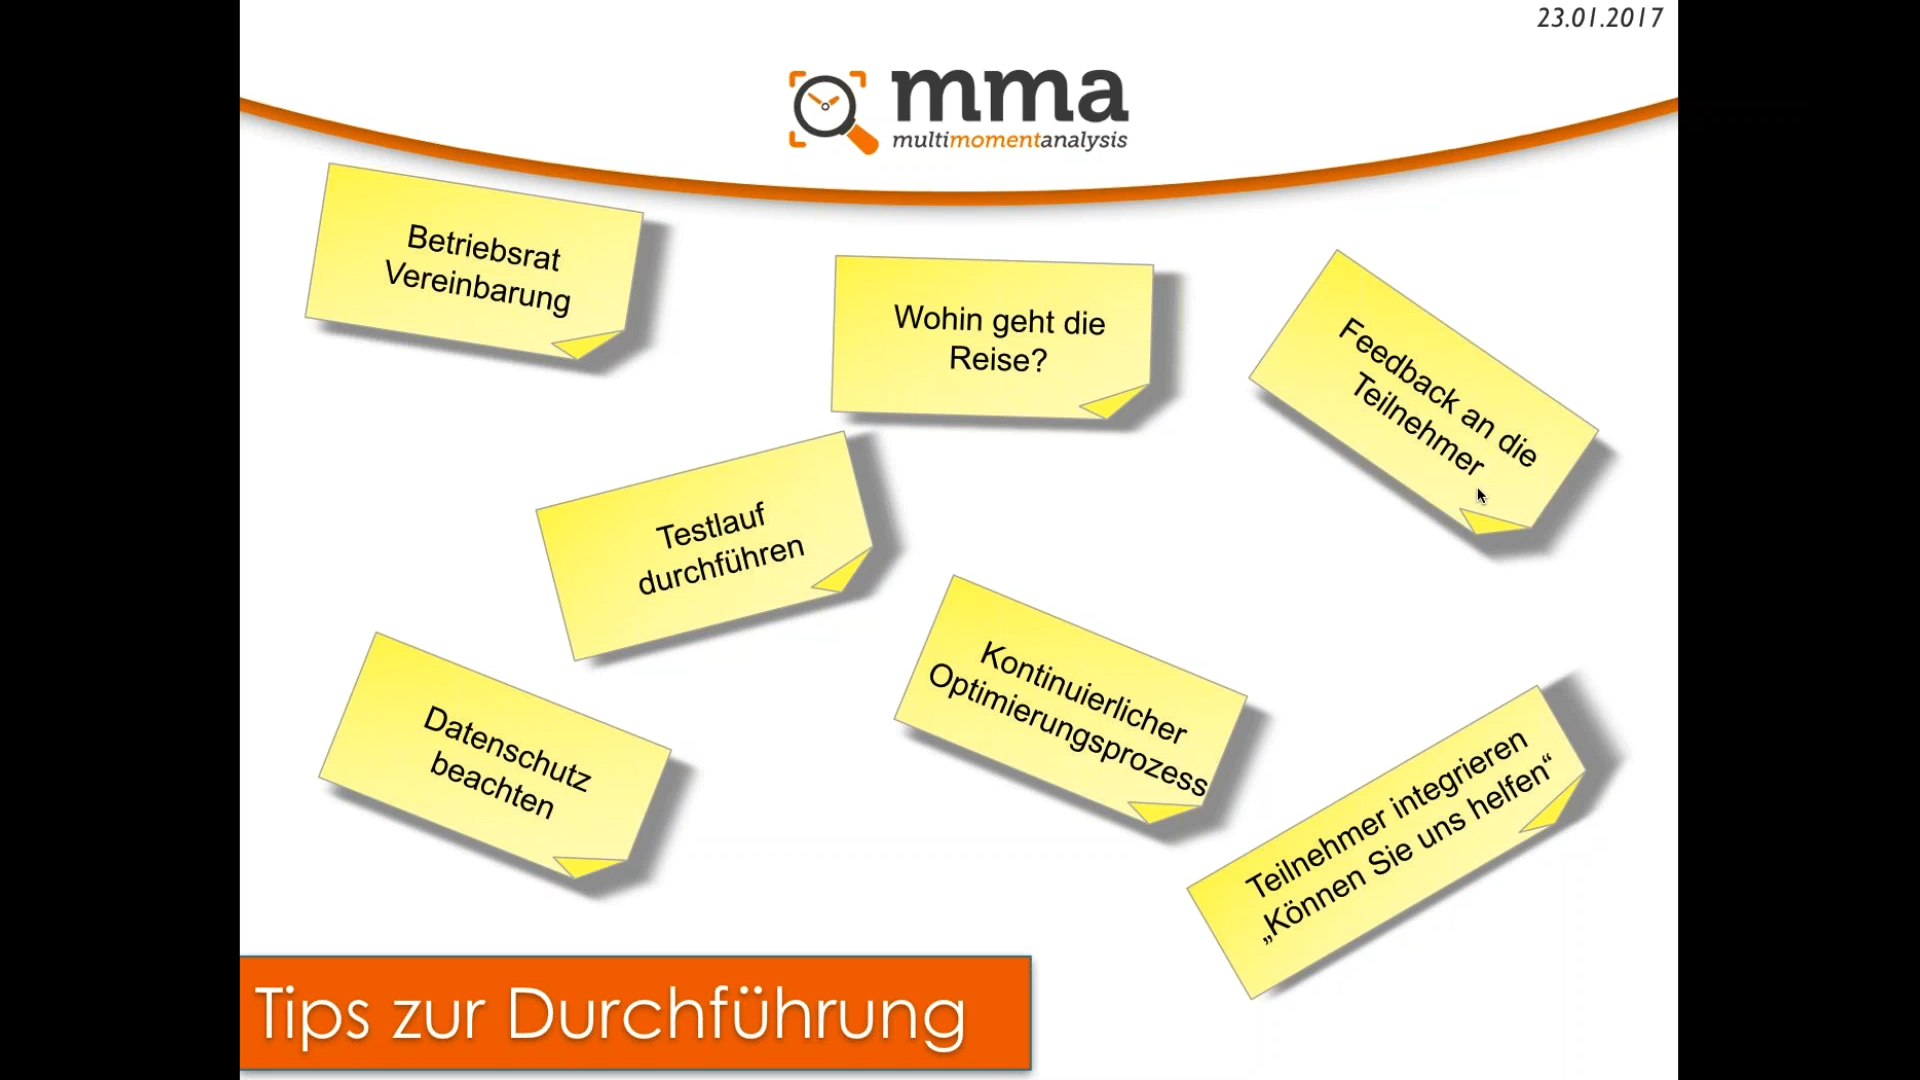 23.01.2017
mma
multimomentanalysis
Betriebsrat
Vereinbarung
Wohin geht die
Reise?
Feedback an die
Teilnehmer
Testlauf
durchführen
Kontinuierlicher
Optimierungsprozess
Datenschutz
beachten
Teilnehmer integrieren
„Können Sie uns helfen“
Tips zur Durchführung